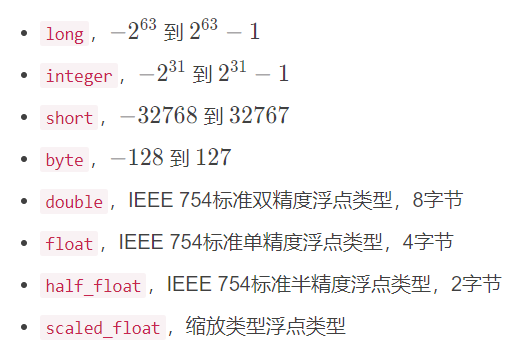 • long，−2^63 到 2^63 − 1
• integer，−2^31 到 2^31 − 1
• short，−32768 到 32767
• byte，−128 到 127
• double，IEEE 754标准双精度浮点类型，8字节
• float，IEEE 754标准单精度浮点类型，4字节
• half_float，IEEE 754标准半精度浮点类型，2字节
• scaled_float，缩放类型浮点类型